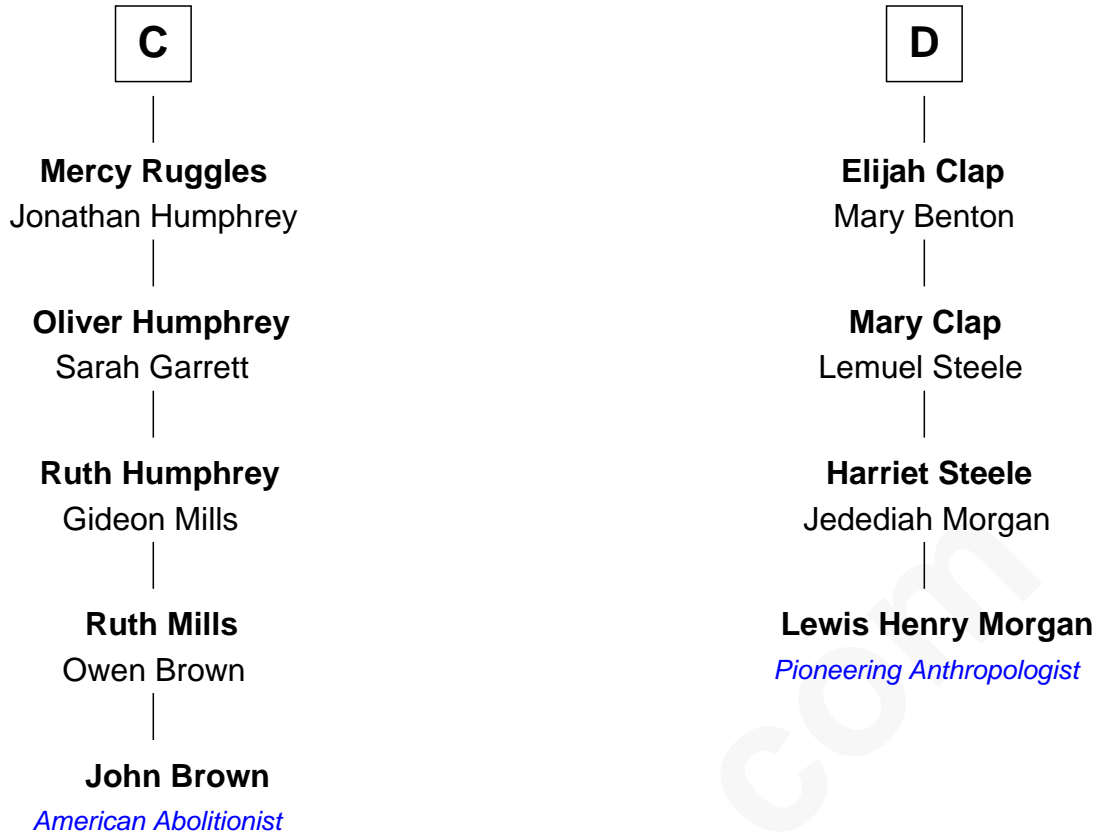 C
Mercy Ruggles
Jonathan Humphrey
Oliver Humphrey
Sarah Garrett
Ruth Humphrey
Gideon Mills
Ruth Mills
Owen Brown
John Brown
American Abolitionist
D
Elijah Clap
Mary Benton
Mary Clap
Lemuel Steele
Harriet Steele
Jedediah Morgan
Lewis Henry Morgan
Pioneering Anthropologist
com